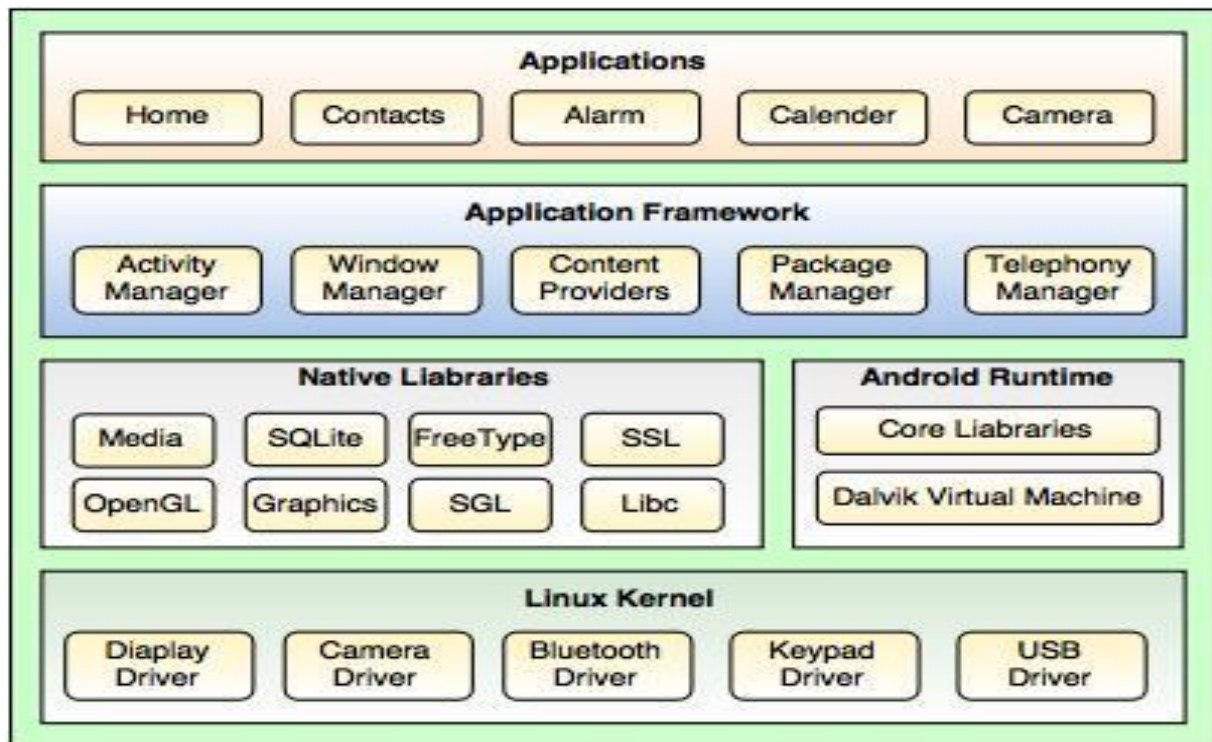 Applications
Home Contacts Alarm Calender Camera
Application Framework
Activity Manager
Window Manager
Content Providers
Package Manager
Telephony Manager
Native Liabraries
Media SQLite FreeType SSL
OpenGL Graphics SGL Libc
Android Runtime
Core Liabraries
Dalvik Virtual Machine
Linux Kernel
Diaplay Driver
Camera Driver
Bluetooth Driver
Keypad Driver
USB Driver